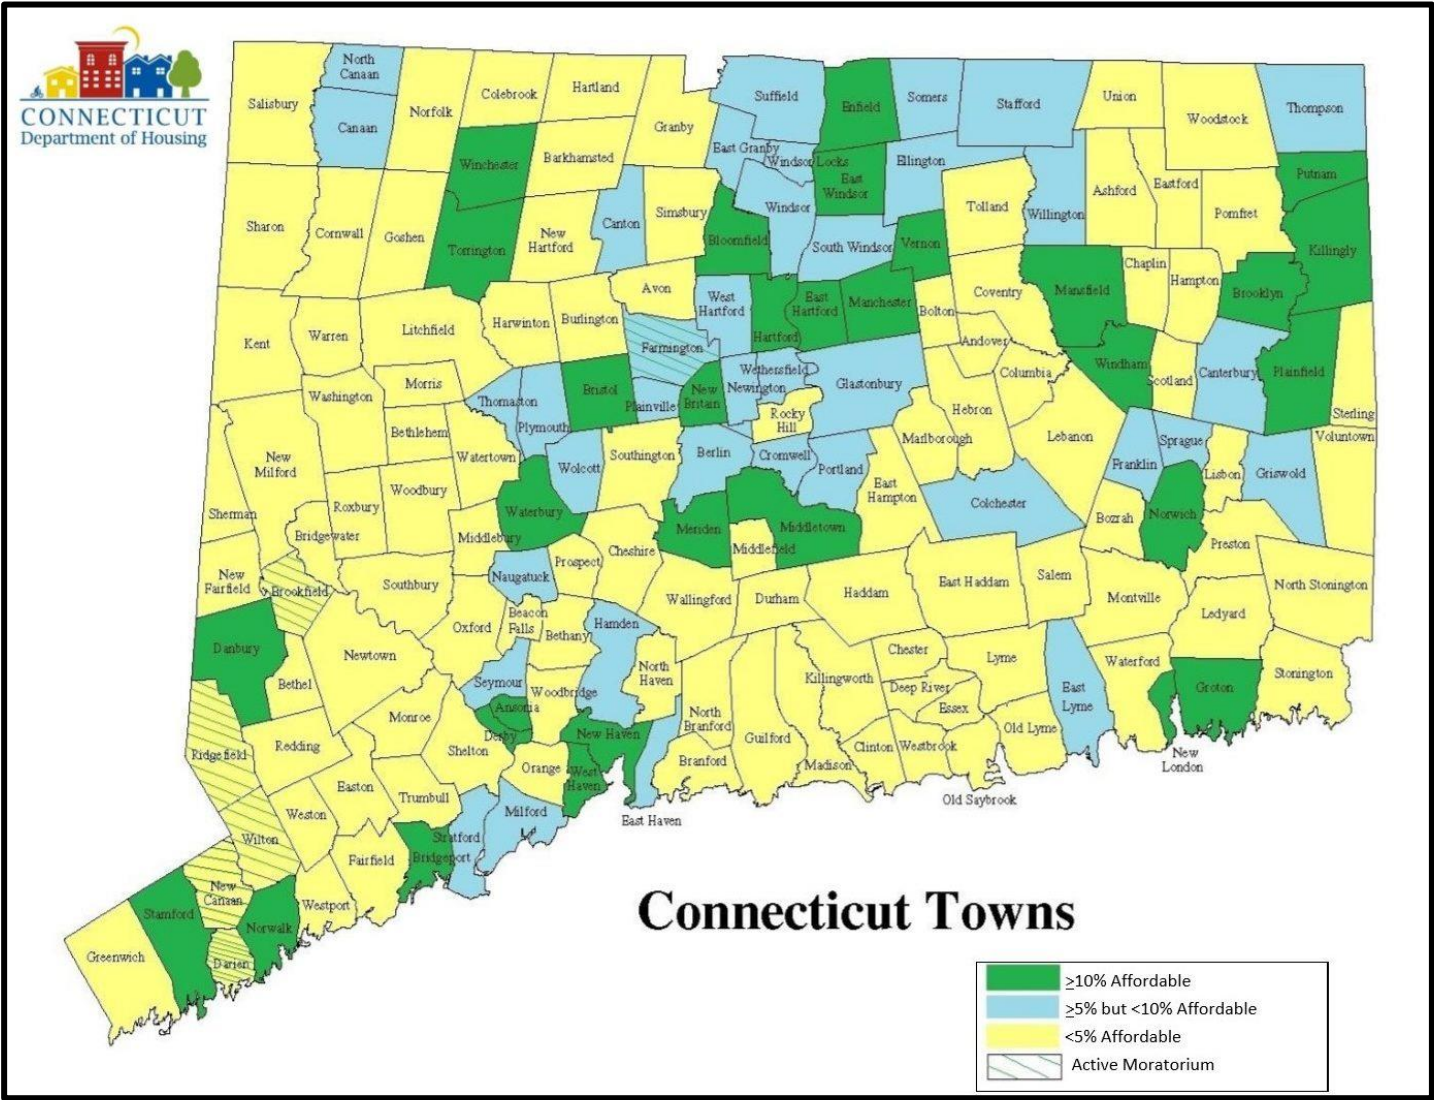 CONNECTICUT
Department of Housing
North
Canaan
Salisbury
Canaan
Norfolk
Colebrook
Hartland
Granby
Suffield
Enfield
Somers
Stafford
Union
Woodstock
Thompson
Winchester
Barkhamsted
East Granby
Windsor Locks
East
Windsor
Ellington
Ashford
Eastford
Putnam
Sharon
Cornwall
Goshen
Torrington
New
Hartford
Canton
Simsbury
Bloomfield
Windsor
South Windsor
Vernon
Tolland
Willington
Pomfret
Killingly
Kent
Warren
Litchfield
Harwinton
Burlington
Avon
West
Hartford
Hartford
East
Hartford
Manchester
Bolton
Coventry
Mansfield
Chaplin
Hampton
Brooklyn
Farmington
Andover
Washington
Morris
Thomaston
Plymouth
Bristol
Plainville
New
Britain
Wethersfield
Newington
Glastonbury
Columbia
Windham
Scotland
Canterbury
Plainfield
Sterling
Bethlehem
Rocky
Hill
Hebron
New
Milford
Watertown
Wolcott
Southington
Berlin
Cromwell
Portland
Marlborough
Lebanon
Franklin
Sprague
Lisbon
Griswold
Voluntown
Sherman
Roxbury
Woodbury
Bridgewater
Middlebury
Waterbury
Cheshire
Meriden
Middlefield
Middletown
East
Hampton
Colchester
Bozrah
Norwich
Preston
New
Fairfield
Brookfield
Southbury
Naugatuck
Prospect
Wallingford
Durham
Haddam
East Haddam
Salem
Montville
Ledyard
North Stonington
Danbury
Bethel
Newtown
Oxford
Beacon
Falls
Bethany
Hamden
North
Haven
Seymour
Woodbridge
Ansonia
Derby
North
Branford
Guilford
Killingworth
Chester
Deep River
Essex
Lyme
East
Lyme
Waterford
Groton
Stonington
Ridgefield
Redding
Monroe
Shelton
Orange
New Haven
West
Haven
Branford
Madison
Clinton
Westbrook
Old Lyme
Old Saybrook
New
London
East Haven
Easton
Trumbull
Weston
Wilton
Fairfield
Bridgeport
Stratford
Milford
New
Canaan
Westport
Norwalk
Stamford
Darien
Greenwich
Connecticut Towns
≥10% Affordable
≥5% but <10% Affordable
<5% Affordable
Active Moratorium